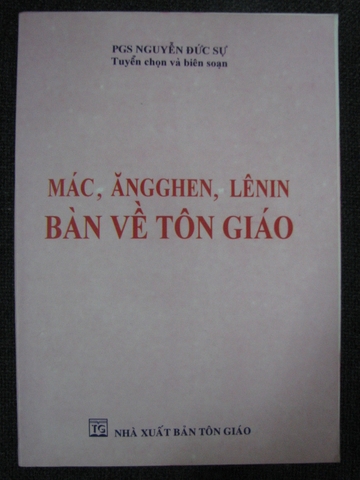 PGS NGUYỄN ĐỨC SỰ
Tuyển chọn và biên soạn
MÁC, ĂNGGHEN, LÊNIN
BÀN VỀ TÔN GIÁO
TG
NHÀ XUẤT BẢN TÔN GIÁO